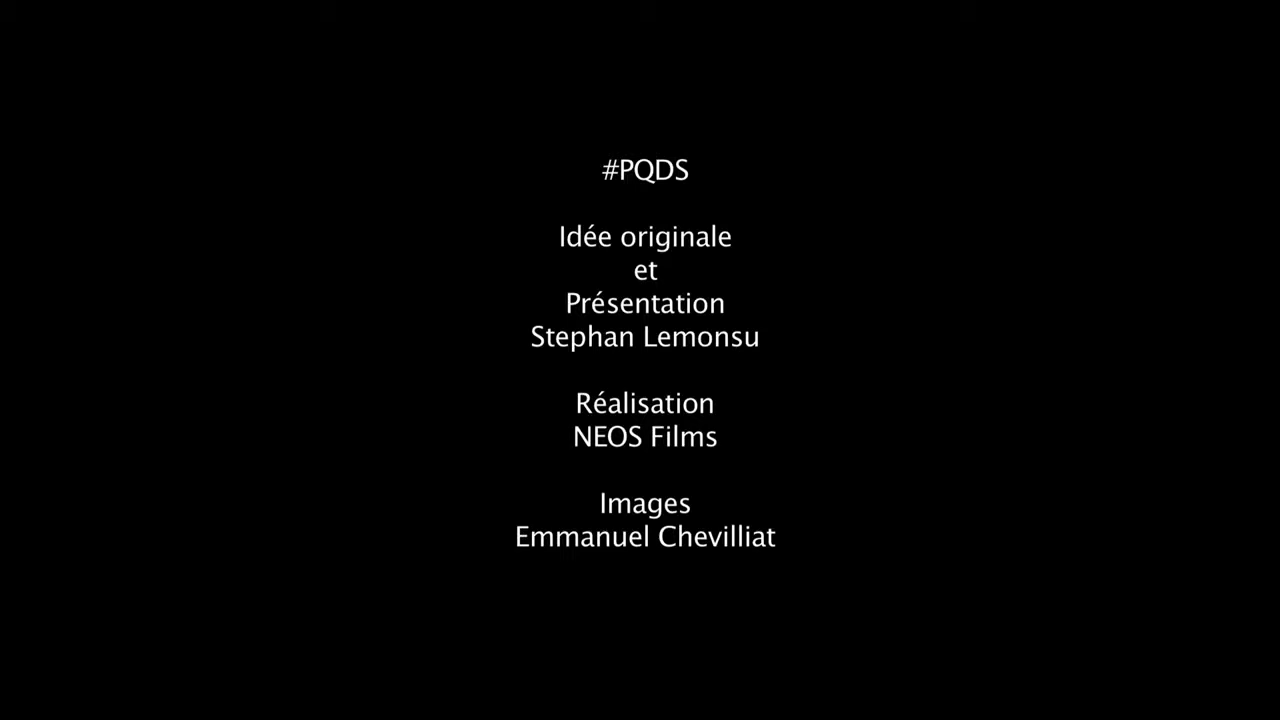 #PQDS
Idée originale
et
Présentation
Stephan Lemonsu
Réalisation
NEOS Films
Images
Emmanuel Chevilliat